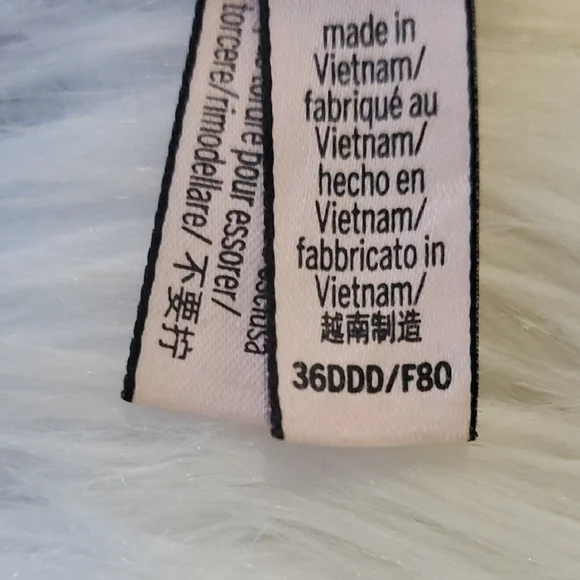 made in
Vietnam/
fabriqué au
Vietnam/
hecho en
Vietnam/
fabbricato in
Vietnam/
越南制造
36DDD/F80
pour essorer/
torcere/rimodellare/ 不要拧